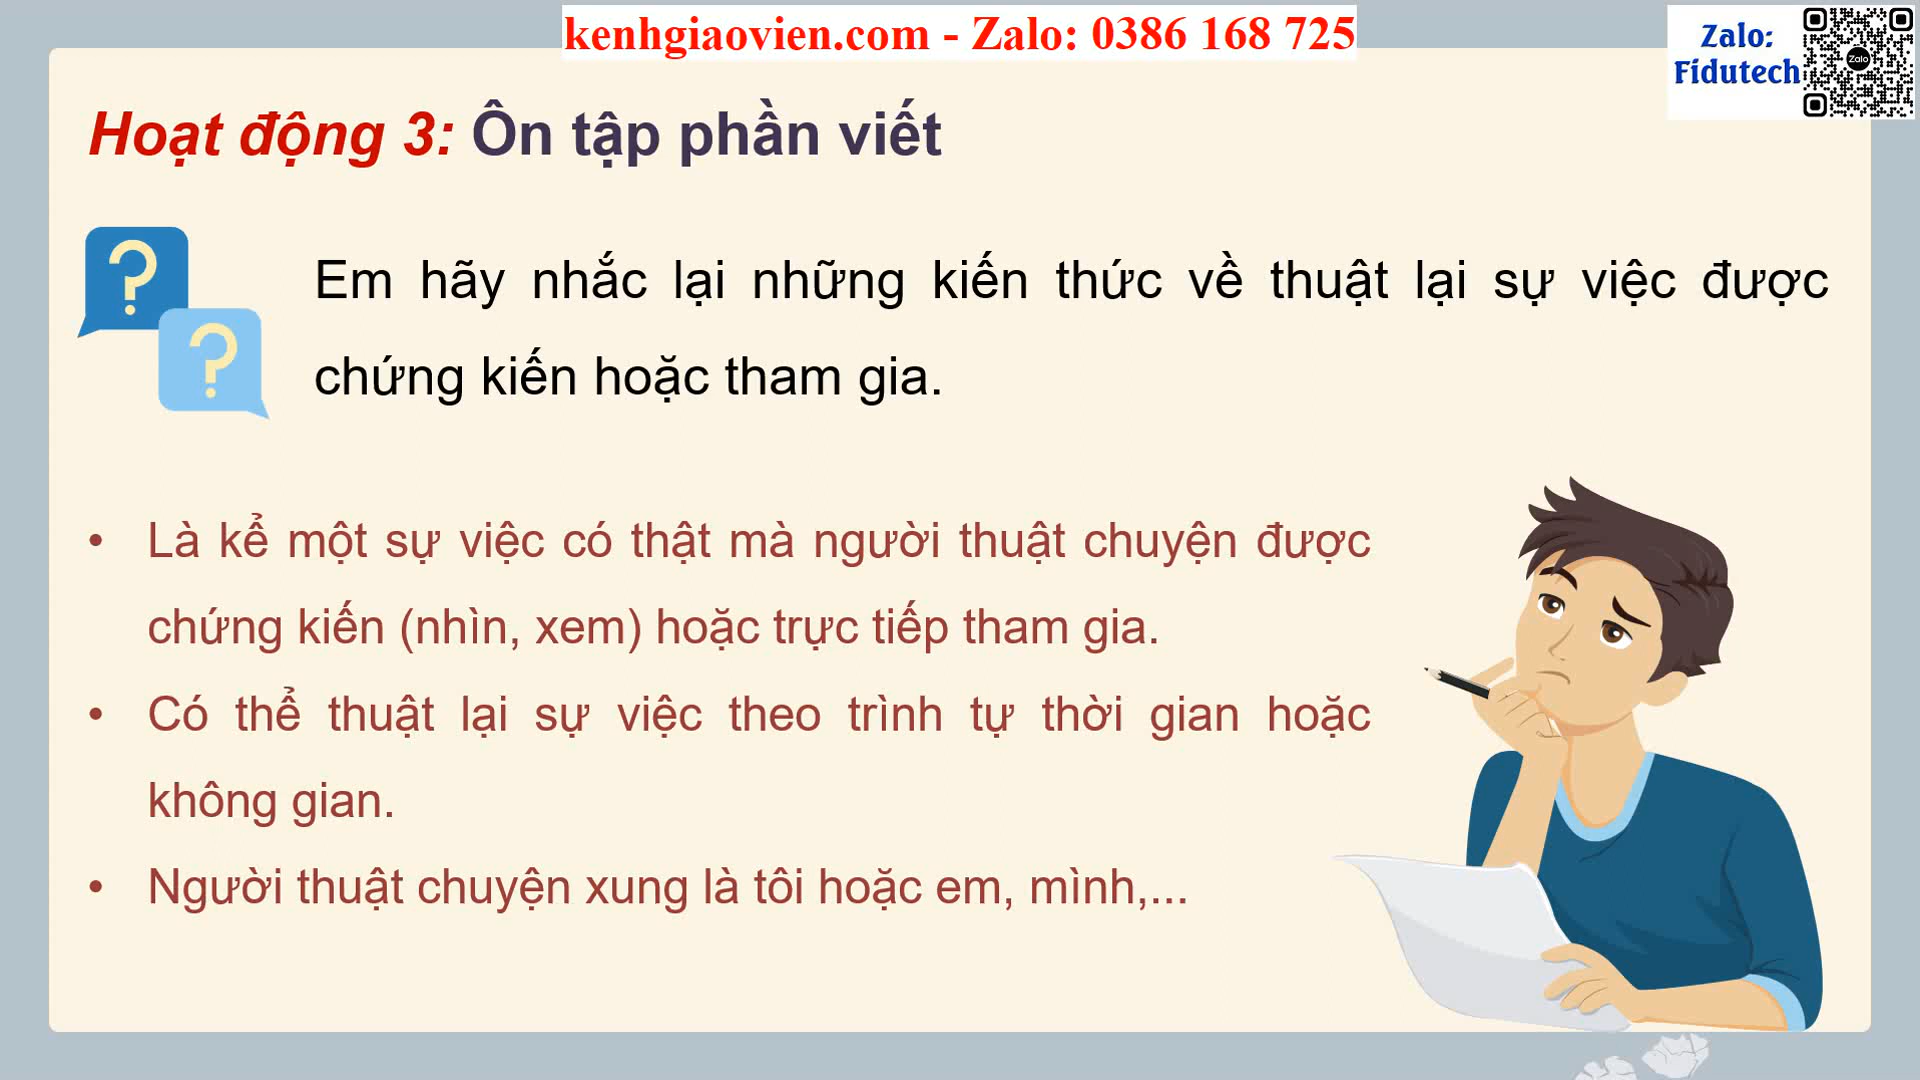 kenhgiaovien.com - Zalo: 0386 168 725
Zalo:
Fidutech
Zalo
Hoạt động 3: Ôn tập phần viết
Em hãy nhắc lại những kiến thức về thuật lại sự việc được
chứng kiến hoặc tham gia.
• Là kể một sự việc có thật mà người thuật chuyện được
chứng kiến (nhìn, xem) hoặc trực tiếp tham gia.
• Có thể thuật lại sự việc theo trình tự thời gian hoặc
không gian.
• Người thuật chuyện xung là tôi hoặc em, mình,...